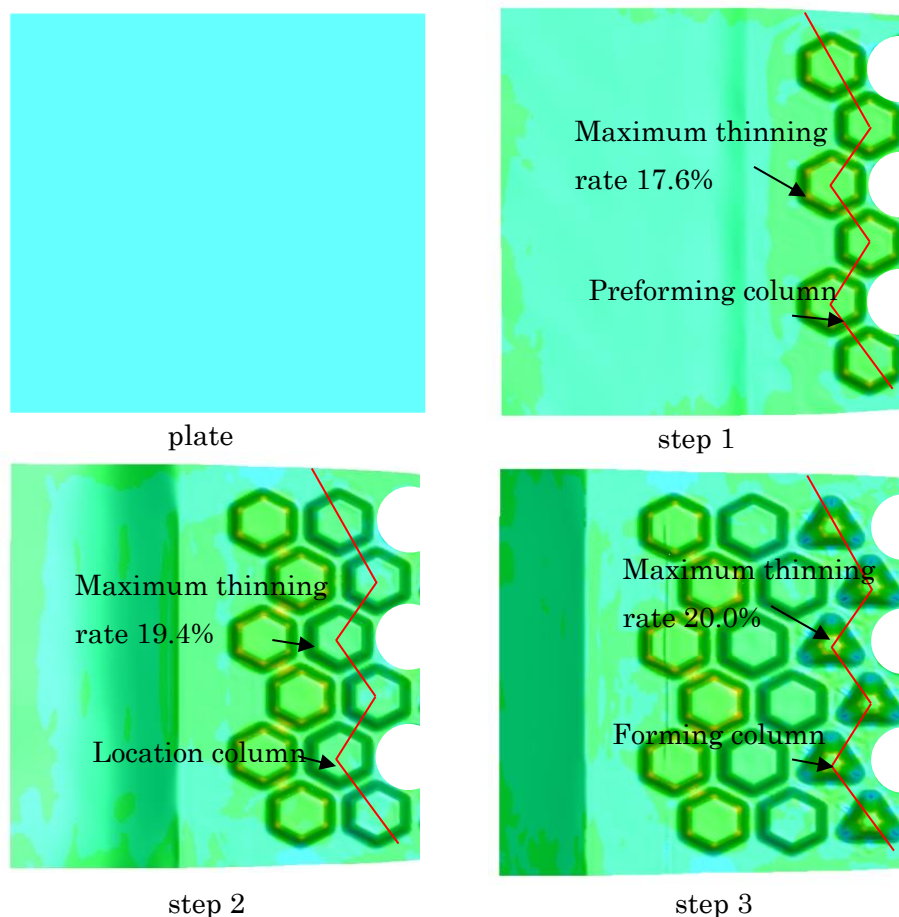 Maximum thinning
rate 17.6%
Preforming column
plate
step 1
Maximum thinning
rate 19.4%
Location column
Maximum thinning
rate 20.0%
Forming column
step 2
step 3